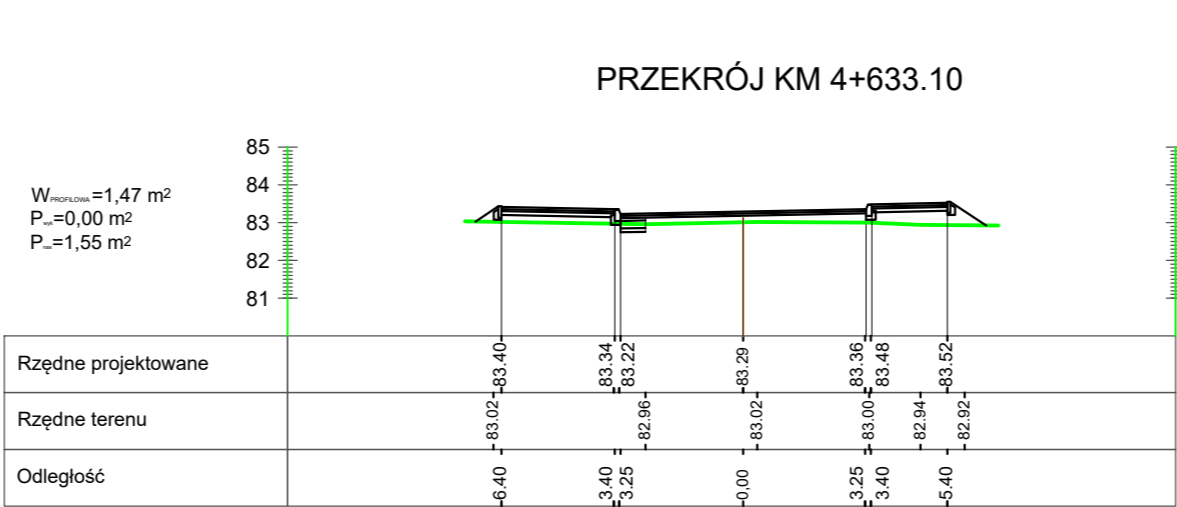 PRZEKRÓJ KM 4+633.10
85
84
83
82
81
W PROFILOWA =1,47 m²
P =0,00 m²
P =1,55 m²
Rzędne projektowane 83.40 83.34 83.22 83.29 83.36 83.48 83.52
Rzędne terenu 83.02 82.96 83.02 83.00 82.94 82.92
Odległość 6.40 3.40 3.25 0,00 3.25 3.40 5.40